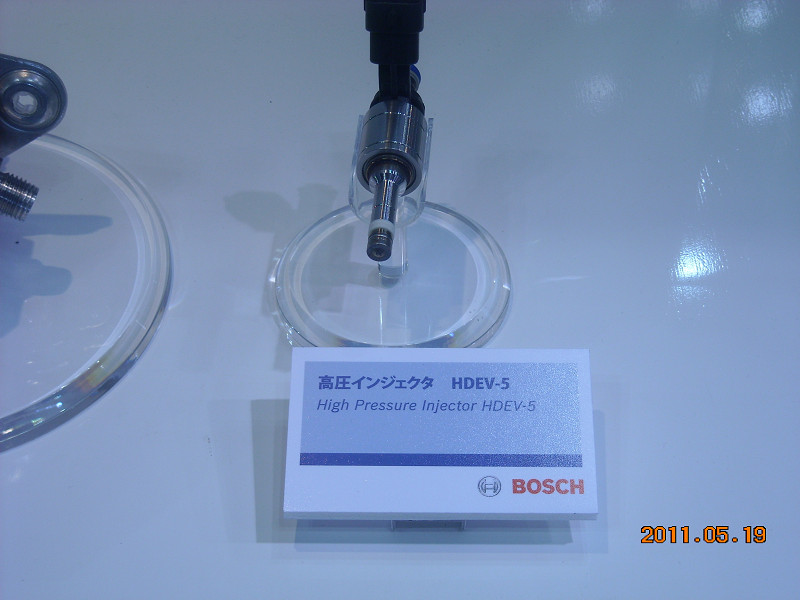 高圧インジェクタ　HDEV-5
High Pressure Injector HDEV-5
BOSCH
2011.05.19